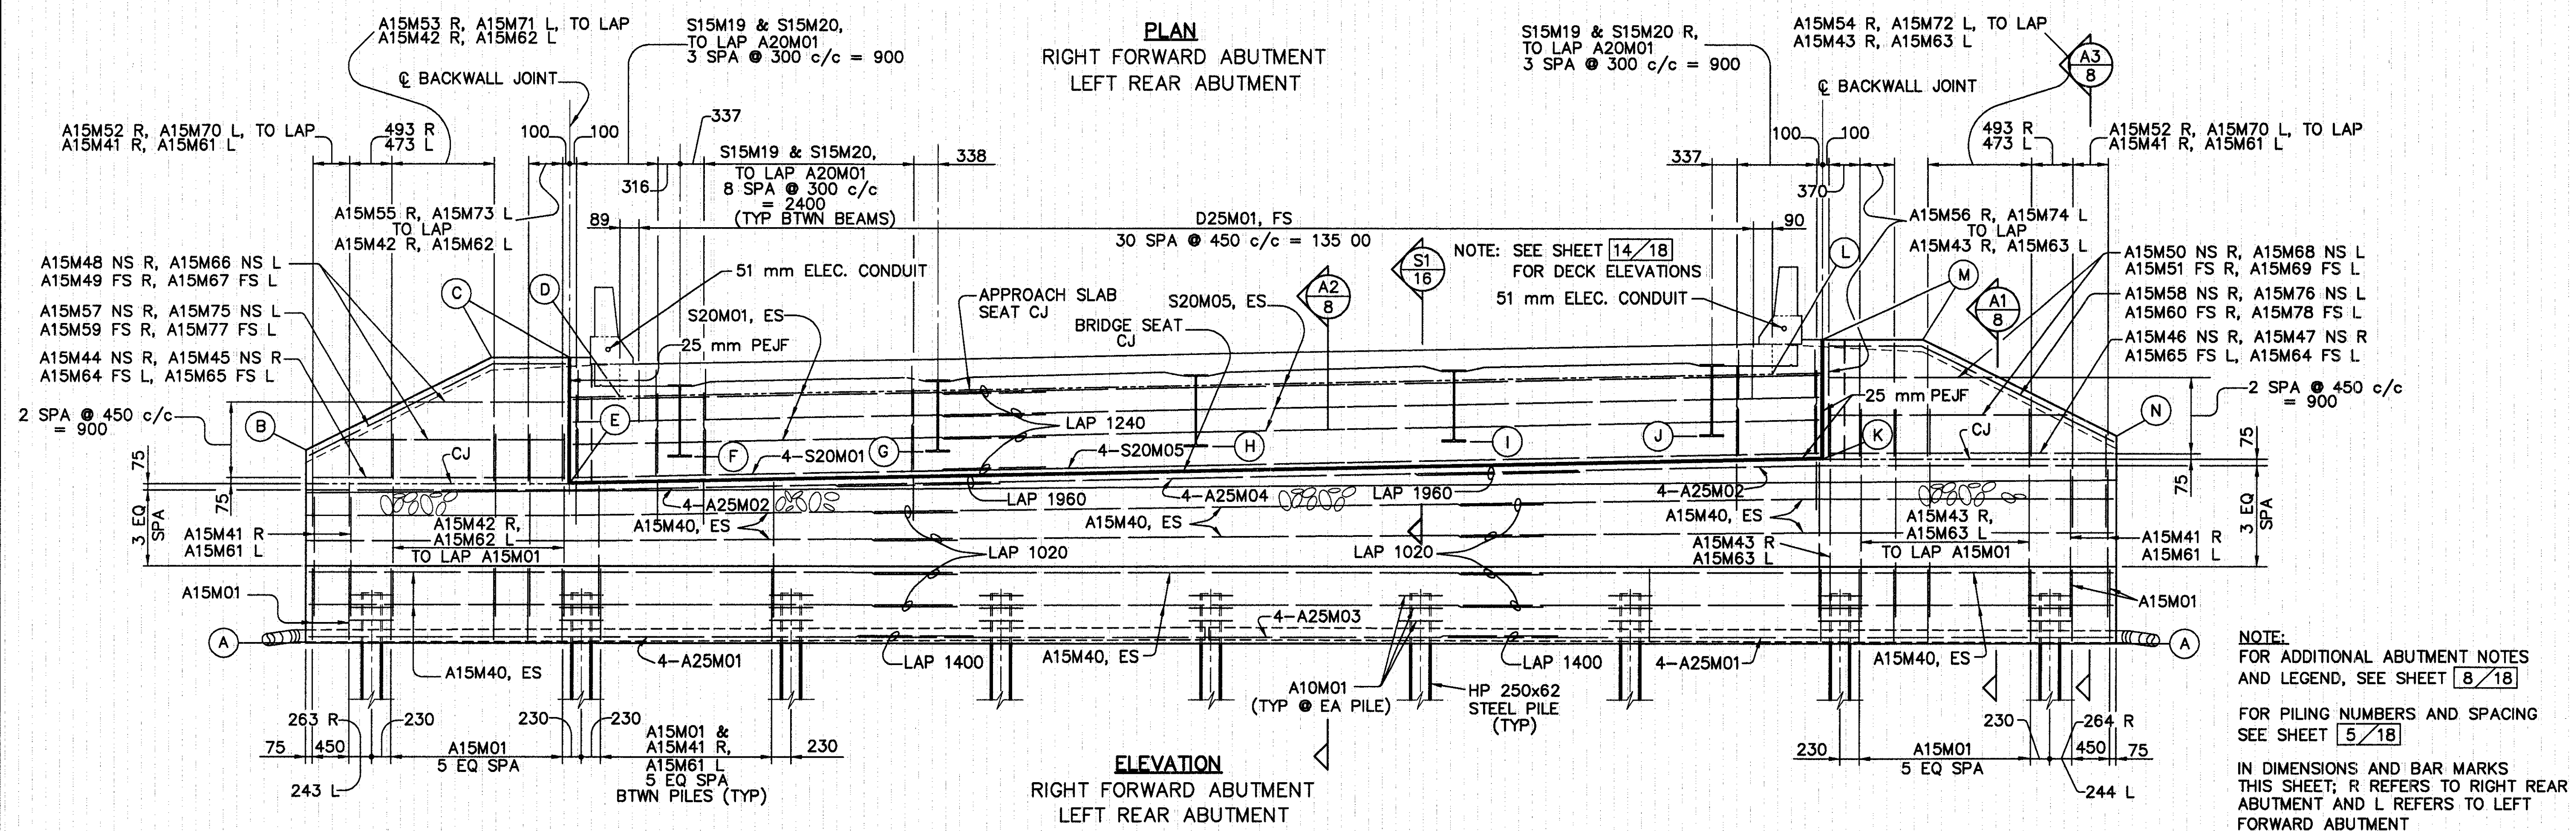 A15M53 R, A15M71 L, TO LAP
A15M42 R, A15M62 L
℄ BACKWALL JOINT
S15M19 & S15M20,
TO LAP A20M01
3 SPA @ 300 c/c = 900
PLAN
RIGHT FORWARD ABUTMENT
LEFT REAR ABUTMENT
S15M19 & S15M20 R,
TO LAP A20M01
3 SPA @ 300 c/c = 900
A15M54 R, A15M72 L, TO LAP
A15M43 R, A15M63 L
A3
8
℄ BACKWALL JOINT
A15M52 R, A15M70 L, TO LAP
A15M41 R, A15M61 L
493 R
473 L
100
100
337
316
S15M19 & S15M20,
TO LAP A20M01
8 SPA @ 300 c/c
= 2400
(TYP BTWN BEAMS)
338
337
100
100
370
493 R
473 L
A15M52 R, A15M70 L, TO LAP
A15M41 R, A15M61 L
A15M55 R, A15M73 L
TO LAP
A15M42 R, A15M62 L
89
D25M01, FS
30 SPA @ 450 c/c = 135 00
90
A15M56 R, A15M74 L
TO LAP
A15M43 R, A15M63 L
A15M48 NS R, A15M66 NS L
A15M49 FS R, A15M67 FS L
A15M57 NS R, A15M75 NS L
A15M59 FS R, A15M77 FS L
A15M44 NS R, A15M45 NS R
A15M64 FS L, A15M65 FS L
C
D
51 mm ELEC. CONDUIT
S20M01, ES
25 mm PEJF
APPROACH SLAB
SEAT CJ
BRIDGE SEAT
CJ
S20M05, ES
A2
8
S1
16
NOTE: SEE SHEET 14/18
FOR DECK ELEVATIONS
51 mm ELEC. CONDUIT
L
M
A1
8
A15M50 NS R, A15M68 NS L
A15M51 FS R, A15M69 FS L
A15M58 NS R, A15M76 NS L
A15M60 FS R, A15M78 FS L
A15M46 NS R, A15M47 NS R
A15M65 FS L, A15M64 FS L
2 SPA @ 450 c/c
= 900
B
E
LAP 1240
25 mm PEJF
2 SPA @ 450 c/c
= 900
N
CJ
F
G
H
I
J
K
CJ
4-S20M01
4-S20M05
75
75
3 EQ
SPA
4-A25M02
LAP 1960
4-A25M04
LAP 1960
4-A25M02
75
75
3 EQ
SPA
A15M41 R
A15M61 L
A15M42 R,
A15M62 L
TO LAP A15M01
A15M40, ES
A15M40, ES
A15M40, ES
LAP 1020
LAP 1020
A15M43 R
A15M63 L
A15M43 R,
A15M63 L
TO LAP A15M01
A15M41 R
A15M61 L
A15M01
A15M01
A
4-A25M03
A
A15M40, ES
4-A25M01
LAP 1400
A15M40, ES
LAP 1400
4-A25M01
A15M40, ES
A10M01
(TYP @ EA PILE)
HP 250x62
STEEL PILE
(TYP)
263 R
230
230
230
75
450
A15M01
5 EQ SPA
243 L
A15M01 &
A15M41 R,
A15M61 L
5 EQ SPA
BTWN PILES (TYP)
230
230
A15M01
5 EQ SPA
230
264 R
450
75
244 L
ELEVATION
RIGHT FORWARD ABUTMENT
LEFT REAR ABUTMENT
NOTE:
FOR ADDITIONAL ABUTMENT NOTES
AND LEGEND, SEE SHEET 8/18
FOR PILING NUMBERS AND SPACING
SEE SHEET 5/18
IN DIMENSIONS AND BAR MARKS
THIS SHEET; R REFERS TO RIGHT REAR
ABUTMENT AND L REFERS TO LEFT
FORWARD ABUTMENT